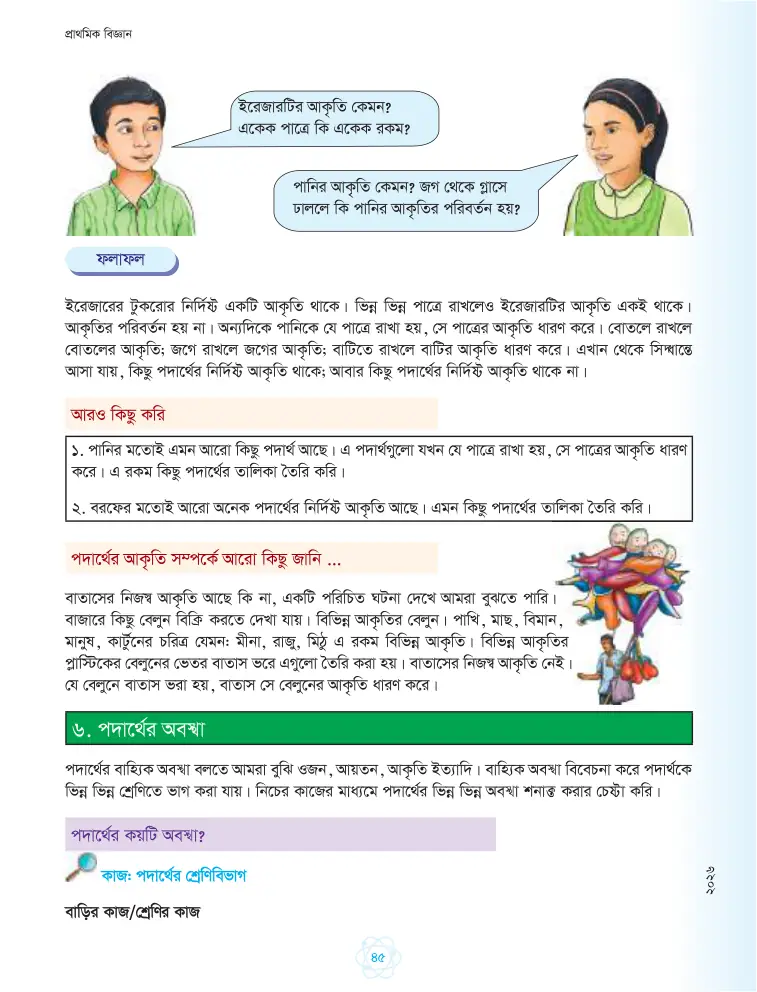 প্রাথমিক বিজ্ঞান
ইরেজারটির আকৃতি কেমন?
একেক পাত্রে কি একেক রকম?
পানির আকৃতি কেমন? জগ থেকে গ্লাসে
ঢাললে কি পানির আকৃতির পরিবর্তন হয়?
ফলাফল
ইরেজারের টুকরোর নির্দিষ্ট একটি আকৃতি থাকে। ভিন্ন ভিন্ন পাত্রে রাখলেও ইরেজারটির আকৃতি একই থাকে।
আকৃতির পরিবর্তন হয় না। অন্যদিকে পানিকে যে পাত্রে রাখা হয়, সে পাত্রের আকৃতি ধারণ করে। বোতলে রাখলে
বোতলের আকৃতি; জগে রাখলে জগের আকৃতি; বাটিতে রাখলে বাটির আকৃতি ধারণ করে। এখান থেকে সিদ্ধান্তে
আসা যায়, কিছু পদার্থের নির্দিষ্ট আকৃতি থাকে; আবার কিছু পদার্থের নির্দিষ্ট আকৃতি থাকে না।
আরও কিছু করি
১. পানির মতোই এমন আরো কিছু পদার্থ আছে। এ পদার্থগুলো যখন যে পাত্রে রাখা হয়, সে পাত্রের আকৃতি ধারণ
করে। এ রকম কিছু পদার্থের তালিকা তৈরি করি।
২. বরফের মতোই আরো অনেক পদার্থের নির্দিষ্ট আকৃতি আছে। এমন কিছু পদার্থের তালিকা তৈরি করি।
পদার্থের আকৃতি সম্পর্কে আরো কিছু জানি ...
বাতাসের নিজস্ব আকৃতি আছে কি না, একটি পরিচিত ঘটনা দেখে আমরা বুঝতে পারি।
বাজারে কিছু বেলুন বিক্রি করতে দেখা যায়। বিভিন্ন আকৃতির বেলুন। পাখি, মাছ, বিমান,
মানুষ, কার্টুনের চরিত্র যেমন: মীনা, রাজু, মিঠু এ রকম বিভিন্ন আকৃতি। বিভিন্ন আকৃতির
প্লাস্টিকের বেলুনের ভেতর বাতাস ভরে এগুলো তৈরি করা হয়। বাতাসের নিজস্ব আকৃতি নেই।
যে বেলুনে বাতাস ভরা হয়, বাতাস সে বেলুনের আকৃতি ধারণ করে।
৬. পদার্থের অবস্থা
পদার্থের বাহ্যিক অবস্থা বলতে আমরা বুঝি ওজন, আয়তন, আকৃতি ইত্যাদি। বাহ্যিক অবস্থা বিবেচনা করে পদার্থকে
ভিন্ন ভিন্ন শ্রেণিতে ভাগ করা যায়। নিচের কাজের মাধ্যমে পদার্থের ভিন্ন ভিন্ন অবস্থা শনাক্ত করার চেষ্টা করি।
পদার্থের কয়টি অবস্থা?
কাজ: পদার্থের শ্রেণিবিভাগ
বাড়ির কাজ/শ্রেণির কাজ
২০২৬
৪৫